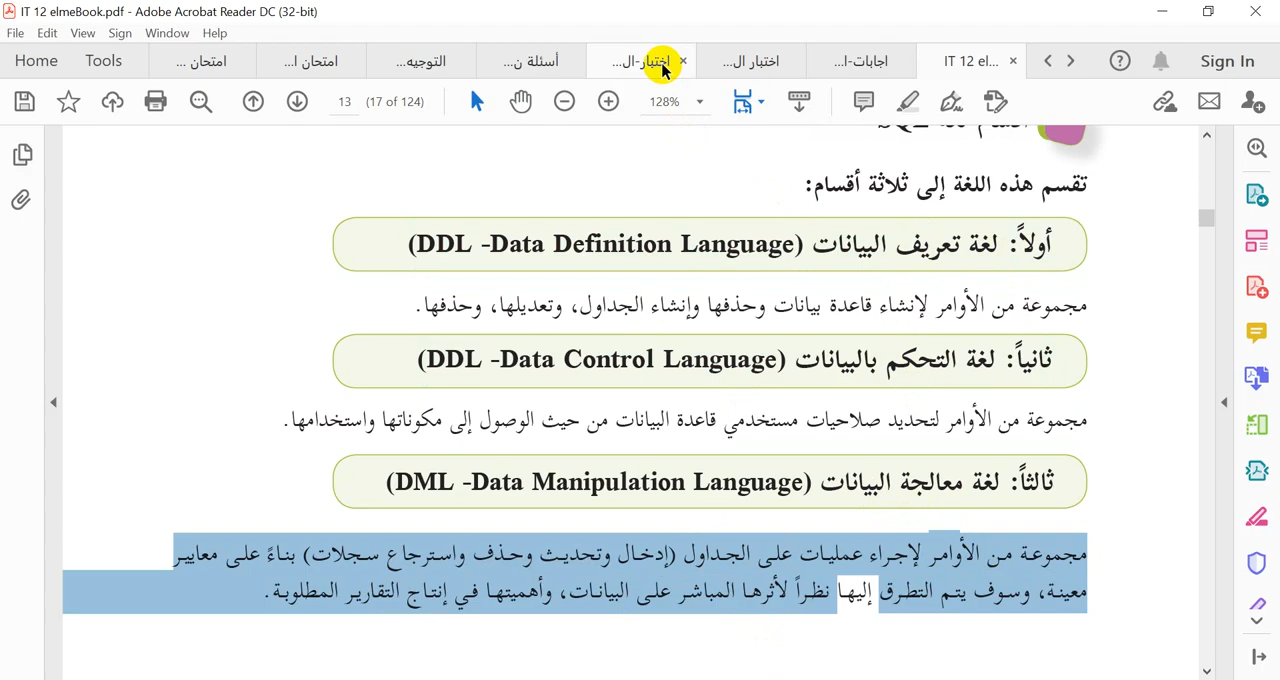 IT 12 elmeBook.pdf - Adobe Acrobat Reader DC (32-bit)
File Edit View Sign Window Help
Home Tools امتحان ... امتحان ا... التوجيه... أسئلة ن... اختبار-ال... اختبار ال... اجابات-ا... IT 12 el... Sign In
13 (17 of 124) 128%
تقسم هذه اللغة إلى ثلاثة أقسام:
أولاً: لغة تعريف البيانات (DDL -Data Definition Language)
مجموعة من الأوامر لإنشاء قاعدة بيانات وحذفها وإنشاء الجداول، وتعديلها، وحذفها.
ثانياً: لغة التحكم بالبيانات (DDL -Data Control Language)
مجموعة من الأوامر لتحديد صلاحيات مستخدمي قاعدة البيانات من حيث الوصول إلى مكوناتها واستخدامها.
ثالثاً: لغة معالجة البيانات (DML -Data Manipulation Language)
مجموعة من الأوامر لإجراء عمليات على الجداول (إدخال وتحديث وحذف واسترجاع سجلات) بناءً على معايير
معينة، وسوف يتم التطرق إليها نظراً لأثرها المباشر على البيانات، وأهميتها في إنتاج التقارير المطلوبة.